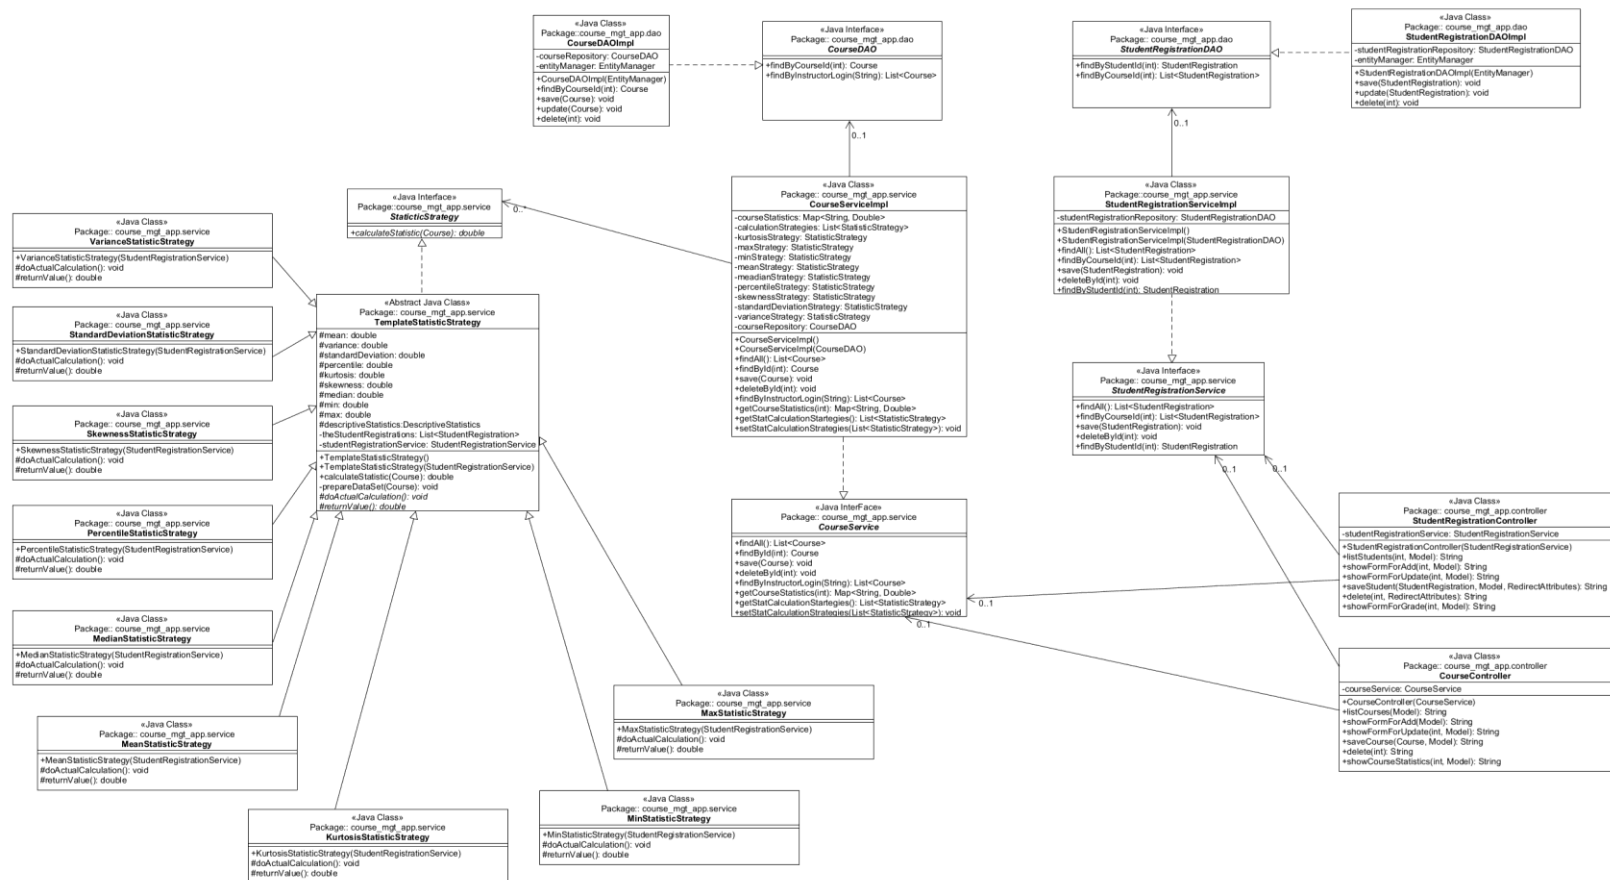 «Java Class»
Package::course_mgt_app.dao
CourseDAOImpl
-courseRepository: CourseDAO
-entityManager: EntityManager
+CourseDAOImpl(EntityManager)
+findByCourseId(int): Course
+save(Course): void
+update(Course): void
+delete(int): void
«Java Interface»
Package:: course_mgt_app.dao
CourseDAO
+findByCourseId(int): Course
+findByInstructorLogin(String): List<Course>
0..1
«Java Interface»
Package:: course_mgt_app.dao
StudentRegistrationDAO
+findByStudentId(int): StudentRegistration
+findByCourseId(int): List<StudentRegistration>
0..1
«Java Class»
Package:: course_mgt_app.dao
StudentRegistrationDAOImpl
-studentRegistrationRepository: StudentRegistrationDAO
-entityManager: EntityManager
+StudentRegistrationDAOImpl(EntityManager)
+save(StudentRegistration): void
+update(StudentRegistration): void
+delete(int): void
«Java Interface»
Package::course_mgt_app.service
StaticticStrategy
+calculateStatistic(Course): double
0..*
«Java Class»
Package:: course_mgt_app.service
CourseServiceImpl
-courseStatistics: Map<String, Double>
-calculationStrategies: List<StatisticStrategy>
-kurtosisStrategy: StatisticStrategy
-maxStrategy: StatisticStrategy
-minStrategy: StatisticStrategy
-meanStrategy: StatisticStrategy
-meadianStrategy: StatisticStrategy
-percentileStrategy: StatisticStrategy
-skewnessStrategy: StatisticStrategy
-standardDeviationStrategy: StatisticStrategy
-varianceStrategy: StatisticStrategy
-courseRepository: CourseDAO
+CourseServiceImpl()
+CourseServiceImpl(CourseDAO)
+findAll(): List<Course>
+findById(int): Course
+save(Course): void
+deleteById(int): void
+findByInstructorLogin(String): List<Course>
+getCourseStatistics(int): Map<String, Double>
+getStatCalculationStartegies(): List<StatisticStrategy>
+setStatCalculationStrategies(List<StatisticStrategy>): void
«Java Class»
Package:: course_mgt_app.service
StudentRegistrationServiceImpl
-studentRegistrationRepository: StudentRegistrationDAO
+StudentRegistrationServiceImpl()
+StudentRegistrationServiceImpl(StudentRegistrationDAO)
+findAll(): List<StudentRegistration>
+findByCourseId(int): List<StudentRegistration>
+save(StudentRegistration): void
+deleteById(int): void
+findByStudentId(int): StudentRegistration
«Java Class»
Package:: course_mgt_app.service
VarianceStatisticStrategy
+VarianceStatisticStrategy(StudentRegistrationService)
#doActualCalculation(): void
#returnValue(): double
«Java Class»
Package:: course_mgt_app.service
StandardDeviationStatisticStrategy
+StandardDeviationStatisticStrategy(StudentRegistrationService)
#doActualCalculation(): void
#returnValue(): double
«Java Class»
Package:: course_mgt_app.service
SkewnessStatisticStrategy
+SkewnessStatisticStrategy(StudentRegistrationService)
#doActualCalculation(): void
#returnValue(): double
«Java Class»
Package:: course_mgt_app.service
PercentileStatisticStrategy
+PercentileStatisticStrategy(StudentRegistrationService)
#doActualCalculation(): void
#returnValue(): double
«Java Class»
Package:: course_mgt_app.service
MedianStatisticStrategy
+MedianStatisticStrategy(StudentRegistrationService)
#doActualCalculation(): void
#returnValue(): double
«Java Class»
Package:: course_mgt_app.service
MeanStatisticStrategy
+MeanStatisticStrategy(StudentRegistrationService)
#doActualCalculation(): void
#returnValue(): double
«Abstract Java Class»
Package:: course_mgt_app.service
TemplateStatisticStrategy
#mean: double
#variance: double
#standardDeviation: double
#percentile: double
#kurtosis: double
#skewness: double
#median: double
#min: double
#max: double
#descriptiveStatistics:DescriptiveStatistics
-theStudentRegistrations: List<StudentRegistration>
-studentRegistrationService: StudentRegistrationService
+TemplateStatisticStrategy()
+TemplateStatisticStrategy(StudentRegistrationService)
+calculateStatistic(Course): double
-prepareDataSet(Course): void
#doActualCalculation(): void
#returnValue(): double
«Java Interface»
Package:: course_mgt_app.service
StudentRegistrationService
+findAll(): List<StudentRegistration>
+findByCourseId(int): List<StudentRegistration>
+save(StudentRegistration): void
+deleteById(int): void
+findByStudentId(int): StudentRegistration
0..1
0..1
«Java InterFace»
Package:: course_mgt_app.service
CourseService
+findAll(): List<Course>
+findById(int): Course
+save(Course): void
+deleteById(int): void
+findByInstructorLogin(String): List<Course>
+getCourseStatistics(int): Map<String, Double>
+getStatCalculationStartegies(): List<StatisticStrategy>
+setStatCalculationStrategies(List<StatisticStrategy>): void
0..1
0..1
«Java Class»
Package:: course_mgt_app.controller
StudentRegistrationController
-studentRegistrationService: StudentRegistrationService
+StudentRegistrationController(StudentRegistrationService)
+listStudents(int, Model): String
+showFormForAdd(int, Model): String
+showFormForUpdate(int, Model): String
+saveStudent(StudentRegistration, Model, RedirectAttributes): String
+delete(int, RedirectAttributes): String
+showFormForGrade(int, Model): String
«Java Class»
Package:: course_mgt_app.controller
CourseController
-courseService: CourseService
+CourseController(CourseService)
+listCourses(Model): String
+showFormForAdd(Model): String
+showFormForUpdate(int, Model): String
+saveCourse(Course, Model): String
+delete(int): String
+showCourseStatistics(int, Model): String
«Java Class»
Package:: course_mgt_app.service
MaxStatisticStrategy
+MaxStatisticStrategy(StudentRegistrationService)
#doActualCalculation(): void
#returnValue(): double
«Java Class»
Package:: course_mgt_app.service
MinStatisticStrategy
+MinStatisticStrategy(StudentRegistrationService)
#doActualCalculation(): void
#returnValue(): double
«Java Class»
Package:: course_mgt_app.service
KurtosisStatisticStrategy
+KurtosisStatisticStrategy(StudentRegistrationService)
#doActualCalculation(): void
#returnValue(): double